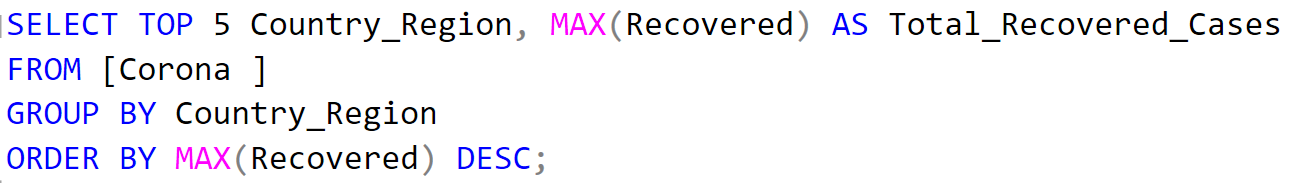 SELECT TOP 5 Country_Region, MAX(Recovered) AS Total_Recovered_Cases
FROM [Corona ]
GROUP BY Country_Region
ORDER BY MAX(Recovered) DESC;